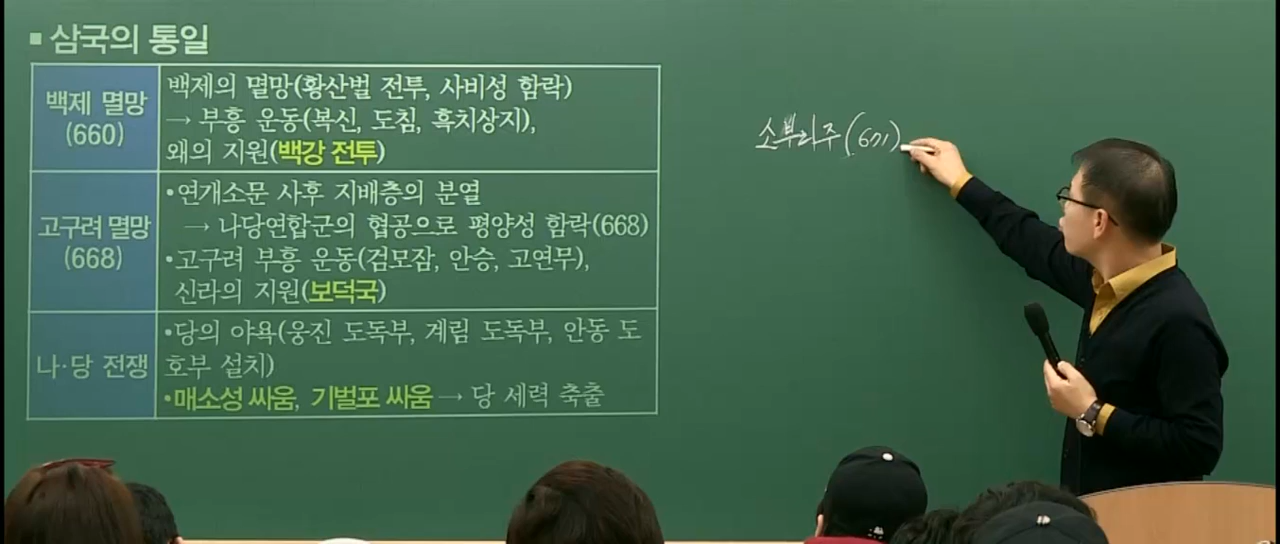 ▪ 삼국의 통일
백제 멸망
(660)
백제의 멸망(황산벌 전투, 사비성 함락)
→ 부흥 운동(복신, 도침, 흑치상지),
왜의 지원(백강 전투)
고구려 멸망
(668)
•연개소문 사후 지배층의 분열
→ 나당연합군의 협공으로 평양성 함락(668)
•고구려 부흥 운동(검모잠, 안승, 고연무),
신라의 지원(보덕국)
나·당 전쟁
•당의 야욕(웅진 도독부, 계림 도독부, 안동 도
호부 설치)
•매소성 싸움, 기벌포 싸움 → 당 세력 축출
소부리주(671)